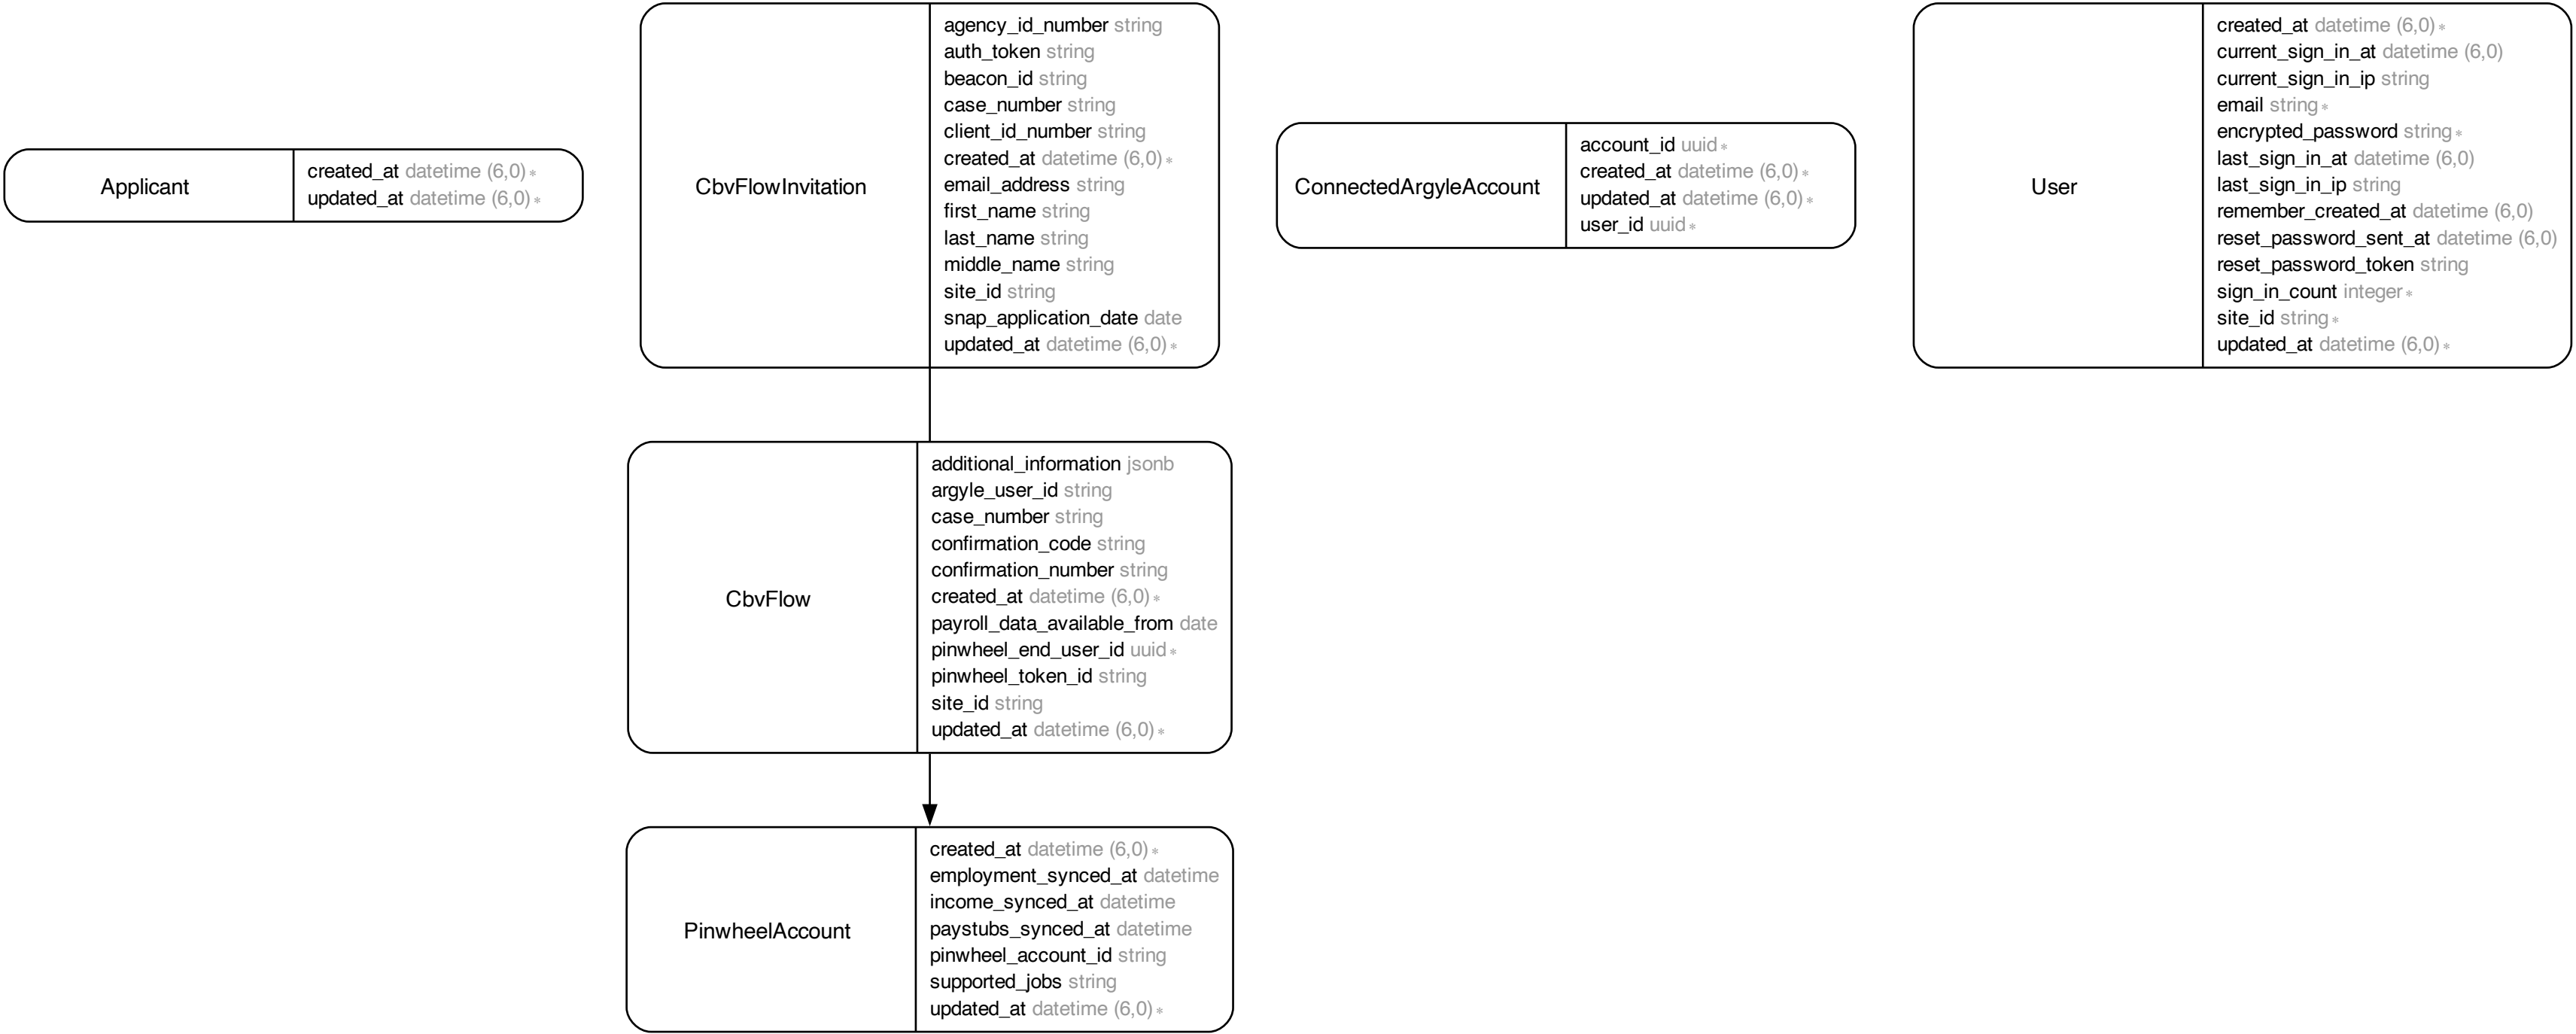 Applicant
created_at datetime (6,0) *
updated_at datetime (6,0) *
CbvFlowInvitation
agency_id_number string
auth_token string
beacon_id string
case_number string
client_id_number string
created_at datetime (6,0) *
email_address string
first_name string
last_name string
middle_name string
site_id string
snap_application_date date
updated_at datetime (6,0) *
ConnectedArgyleAccount
account_id uuid *
created_at datetime (6,0) *
updated_at datetime (6,0) *
user_id uuid *
User
created_at datetime (6,0) *
current_sign_in_at datetime (6,0)
current_sign_in_ip string
email string *
encrypted_password string *
last_sign_in_at datetime (6,0)
last_sign_in_ip string
remember_created_at datetime (6,0)
reset_password_sent_at datetime (6,0)
reset_password_token string
sign_in_count integer *
site_id string *
updated_at datetime (6,0) *
CbvFlow
additional_information jsonb
argyle_user_id string
case_number string
confirmation_code string
confirmation_number string
created_at datetime (6,0) *
payroll_data_available_from date
pinwheel_end_user_id uuid *
pinwheel_token_id string
site_id string
updated_at datetime (6,0) *
PinwheelAccount
created_at datetime (6,0) *
employment_synced_at datetime
income_synced_at datetime
paystubs_synced_at datetime
pinwheel_account_id string
supported_jobs string
updated_at datetime (6,0) *